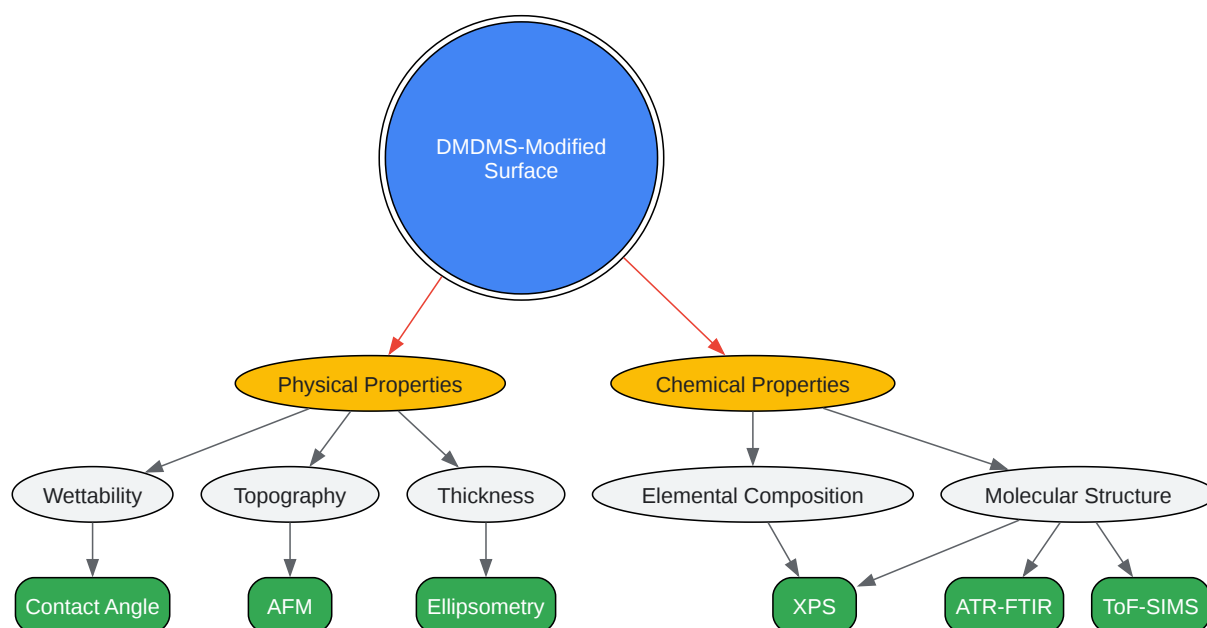 DMDMS-Modified
Surface
Physical Properties
Chemical Properties
Wettability
Topography
Thickness
Elemental Composition
Molecular Structure
Contact Angle
AFM
Ellipsometry
XPS
ATR-FTIR
ToF-SIMS